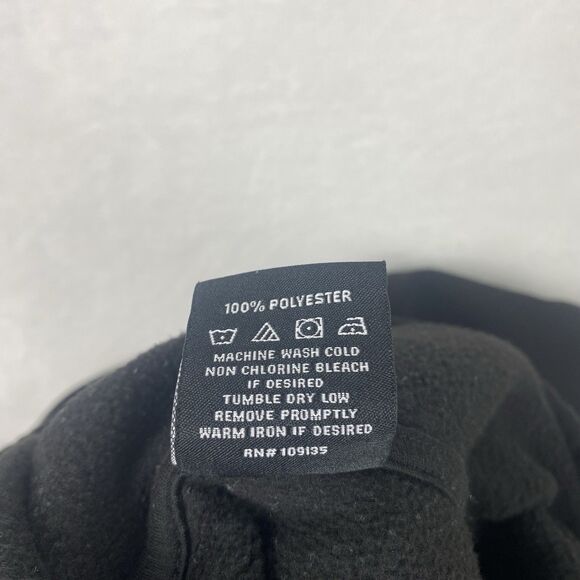 100% POLYESTER
MACHINE WASH COLD
NON CHLORINE BLEACH
IF DESIRED
TUMBLE DRY LOW
REMOVE PROMPTLY
WARM IRON IF DESIRED
RN# 109135